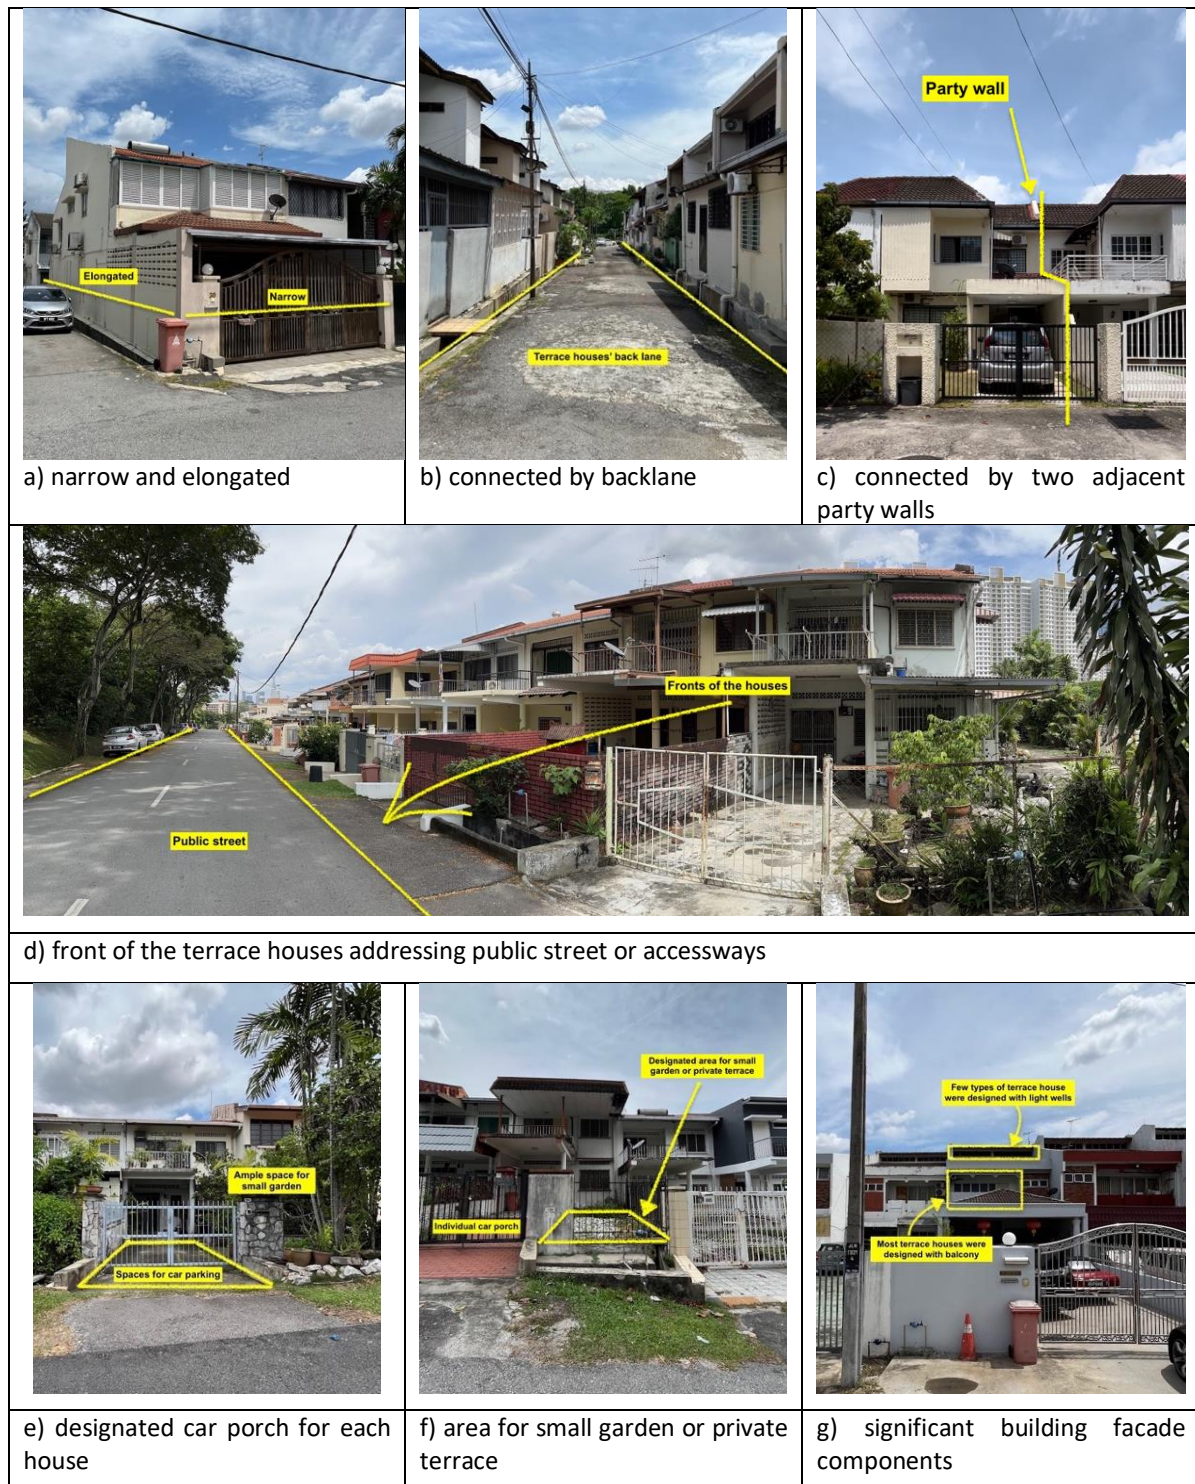 Elongated
Narrow
a) narrow and elongated
Terrace houses' back lane
b) connected by backlane
Party wall
c) connected by two adjacent
party walls
Fronts of the houses
Public street
d) front of the terrace houses addressing public street or accessways
Ample space for
small garden
Spaces for car parking
e) designated car porch for each
house
Designated area for small
garden or private terrace
Individual car porch
f) area for small garden or private
terrace
Few types of terrace house
were designed with light wells
Most terrace houses were
designed with balcony
g) significant building facade
components